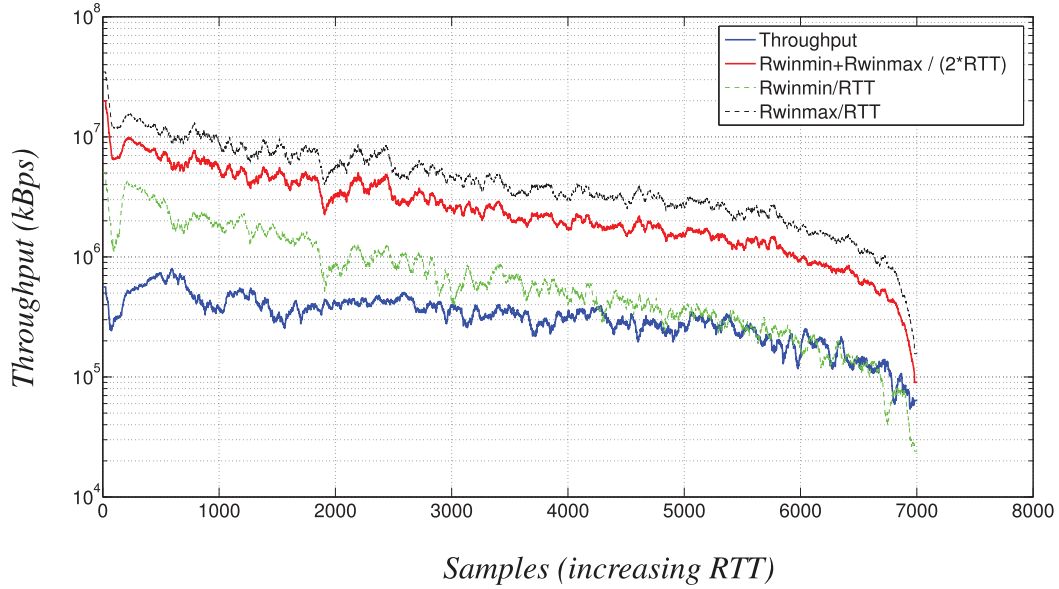 10^8
10^7
10^6
10^5
10^4
Throughput (kBps)
Throughput
Rwinmin+Rwinmax / (2*RTT)
Rwinmin/RTT
Rwinmax/RTT
0 1000 2000 3000 4000 5000 6000 7000 8000
Samples (increasing RTT)